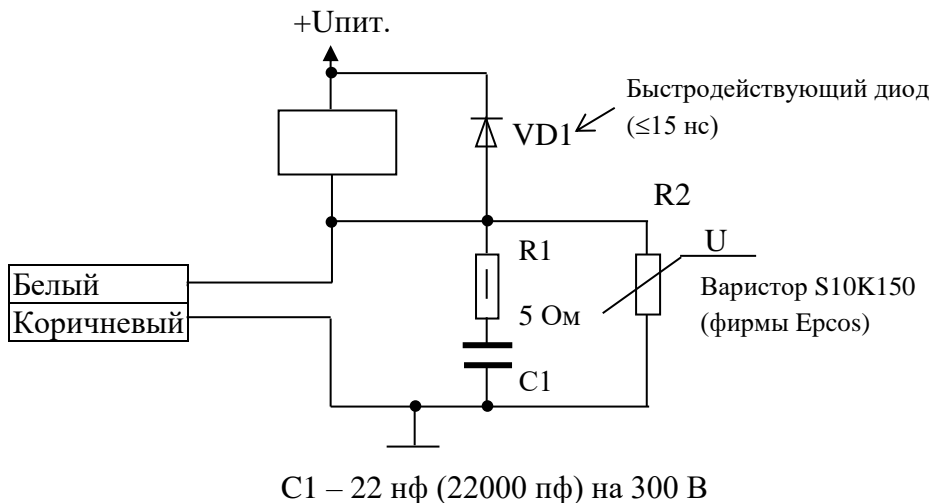 +Uпит.
Быстродействующий диод
(≤15 нс)
VD1
R2
R1
U
Белый
Коричневый
5 Ом
Варистор S10K150
(фирмы Epcos)
C1
C1 – 22 нф (22000 пф) на 300 В